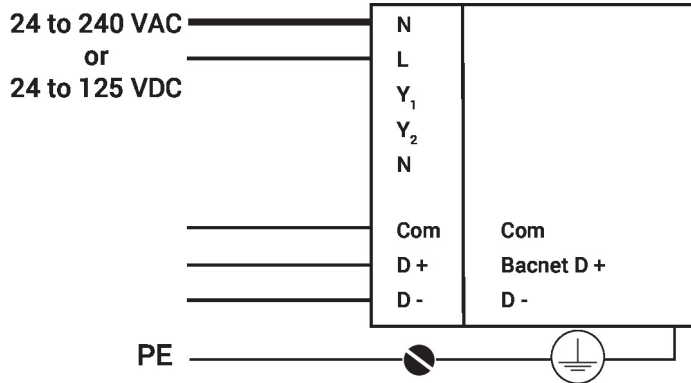 24 to 240 VAC
or
24 to 125 VDC
N
L
Y1
Y2
N
Com Com
D + Bacnet D +
D - D -
PE